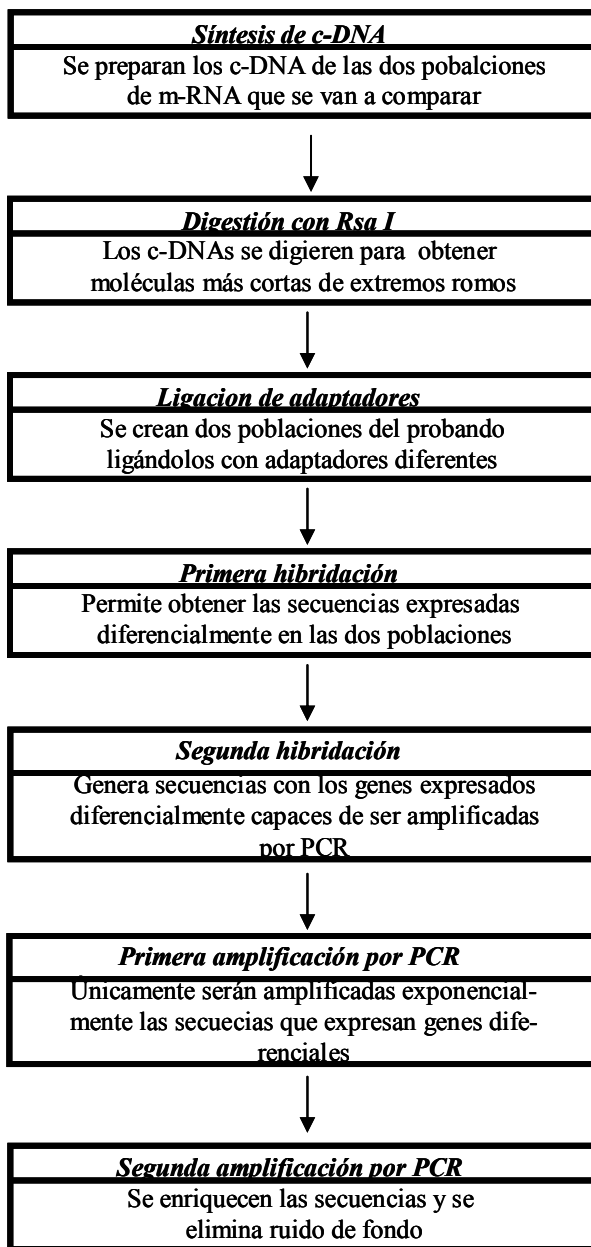 Síntesis de c-DNA
Se preparan los c-DNA de las dos pobalciones
de m-RNA que se van a comparar
Digestión con Rsa I
Los c-DNAs se digieren para obtener
moléculas más cortas de extremos romos
Ligacion de adaptadores
Se crean dos poblaciones del probando
ligándolos con adaptadores diferentes
Primera hibridación
Permite obtener las secuencias expresadas
diferencialmente en las dos poblaciones
Segunda hibridación
Genera secuencias con los genes expresados
diferencialmente capaces de ser amplificadas
por PCR
Primera amplificación por PCR
Únicamente serán amplificadas exponencial-
mente las secuecias que expresan genes dife-
renciales
Segunda amplificación por PCR
Se enriquecen las secuencias y se
elimina ruido de fondo